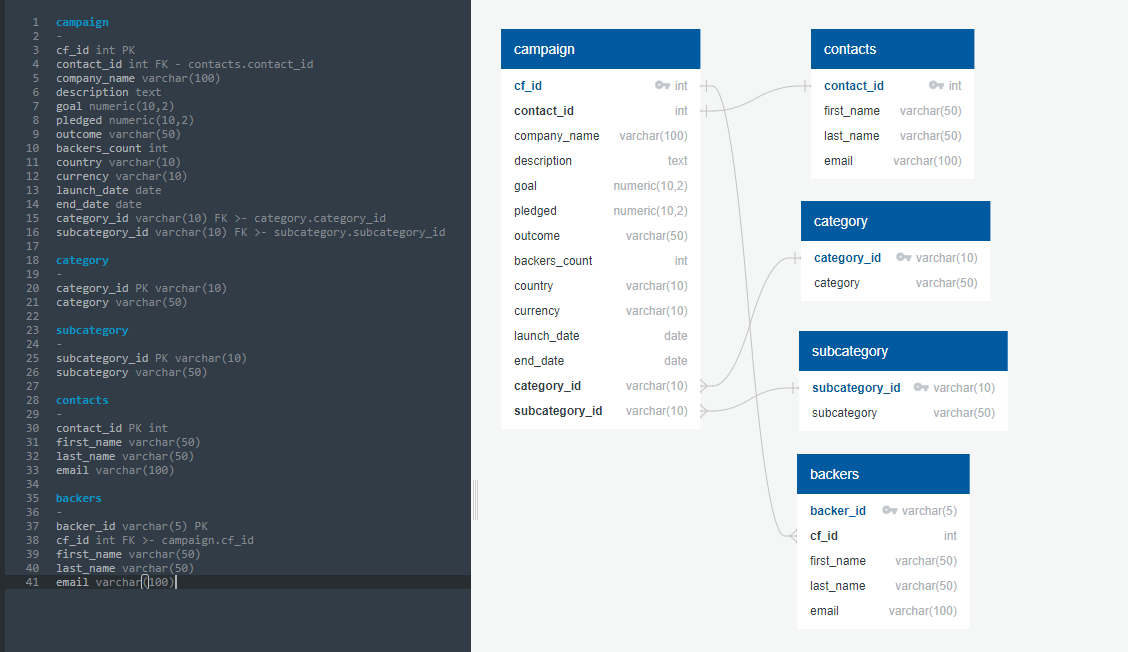 1 campaign
2 -
3 cf_id int PK
4 contact_id int FK - contacts.contact_id
5 company_name varchar(100)
6 description text
7 goal numeric(10,2)
8 pledged numeric(10,2)
9 outcome varchar(50)
10 backers_count int
11 country varchar(10)
12 currency varchar(10)
13 launch_date date
14 end_date date
15 category_id varchar(10) FK >- category.category_id
16 subcategory_id varchar(10) FK >- subcategory.subcategory_id
17
18 category
19 -
20 category_id PK varchar(10)
21 category varchar(50)
22
23 subcategory
24 -
25 subcategory_id PK varchar(10)
26 subcategory varchar(50)
27
28 contacts
29 -
30 contact_id PK int
31 first_name varchar(50)
32 last_name varchar(50)
33 email varchar(100)
34
35 backers
36 -
37 backer_id varchar(5) PK
38 cf_id int FK >- campaign.cf_id
39 first_name varchar(50)
40 last_name varchar(50)
41 email varchar(100)
campaign
cf_id int
contact_id int
company_name varchar(100)
description text
goal numeric(10,2)
pledged numeric(10,2)
outcome varchar(50)
backers_count int
country varchar(10)
currency varchar(10)
launch_date date
end_date date
category_id varchar(10)
subcategory_id varchar(10)
contacts
contact_id int
first_name varchar(50)
last_name varchar(50)
email varchar(100)
category
category_id varchar(10)
category varchar(50)
subcategory
subcategory_id varchar(10)
subcategory varchar(50)
backers
backer_id varchar(5)
cf_id int
first_name varchar(50)
last_name varchar(50)
email varchar(100)